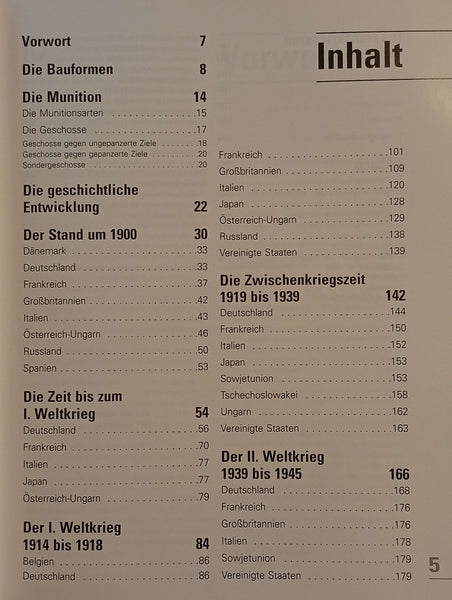 Inhalt
Vorwort 7
Die Bauformen 8
Die Munition 14
Die Munitionsarten . . . . . . . . . . . . . . . .15
Die Geschosse . . . . . . . . . . . . . . . . . .17
Geschosse gegen ungepanzerte Ziele . . . . . . . .18
Geschosse gegen gepanzerte Ziele . . . . . . . . .20
Sondergeschosse . . . . . . . . . . . . . . . . . .20
Die geschichtliche
Entwicklung 22
Der Stand um 1900 30
Dänemark . . . . . . . . . . . . . . . . . .33
Deutschland . . . . . . . . . . . . . . . . .33
Frankreich . . . . . . . . . . . . . . . . . .37
Großbritannien . . . . . . . . . . . . . . .42
Italien . . . . . . . . . . . . . . . . . . . .43
Österreich-Ungarn . . . . . . . . . . . . .46
Russland . . . . . . . . . . . . . . . . . .50
Spanien . . . . . . . . . . . . . . . . . . .53
Die Zeit bis zum
I. Weltkrieg 54
Deutschland . . . . . . . . . . . . . . . . .56
Frankreich . . . . . . . . . . . . . . . . . .70
Italien . . . . . . . . . . . . . . . . . . . .77
Japan . . . . . . . . . . . . . . . . . . . .77
Österreich-Ungarn . . . . . . . . . . . . .79
Der I. Weltkrieg
1914 bis 1918 84
Belgien . . . . . . . . . . . . . . . . . . .86
Deutschland . . . . . . . . . . . . . . . . .86
Frankreich . . . . . . . . . . . . . . . . .101
Großbritannien . . . . . . . . . . . . . .109
Italien . . . . . . . . . . . . . . . . . . .120
Japan . . . . . . . . . . . . . . . . . . .128
Österreich-Ungarn . . . . . . . . . . . .129
Russland . . . . . . . . . . . . . . . . .138
Vereinigte Staaten . . . . . . . . . . . .139
Die Zwischenkriegszeit
1919 bis 1939 142
Deutschland . . . . . . . . . . . . . . . .144
Frankreich . . . . . . . . . . . . . . . . .150
Italien . . . . . . . . . . . . . . . . . . .152
Japan . . . . . . . . . . . . . . . . . . .153
Sowjetunion . . . . . . . . . . . . . . . .153
Tschechoslowakei . . . . . . . . . . . . .158
Ungarn . . . . . . . . . . . . . . . . . .162
Vereinigte Staaten . . . . . . . . . . . .163
Der II. Weltkrieg
1939 bis 1945 166
Deutschland . . . . . . . . . . . . . . . .168
Frankreich . . . . . . . . . . . . . . . . .176
Großbritannien . . . . . . . . . . . . . .176
Italien . . . . . . . . . . . . . . . . . . .178
Sowjetunion . . . . . . . . . . . . . . . .179
Vereinigte Staaten . . . . . . . . . . . .179
5